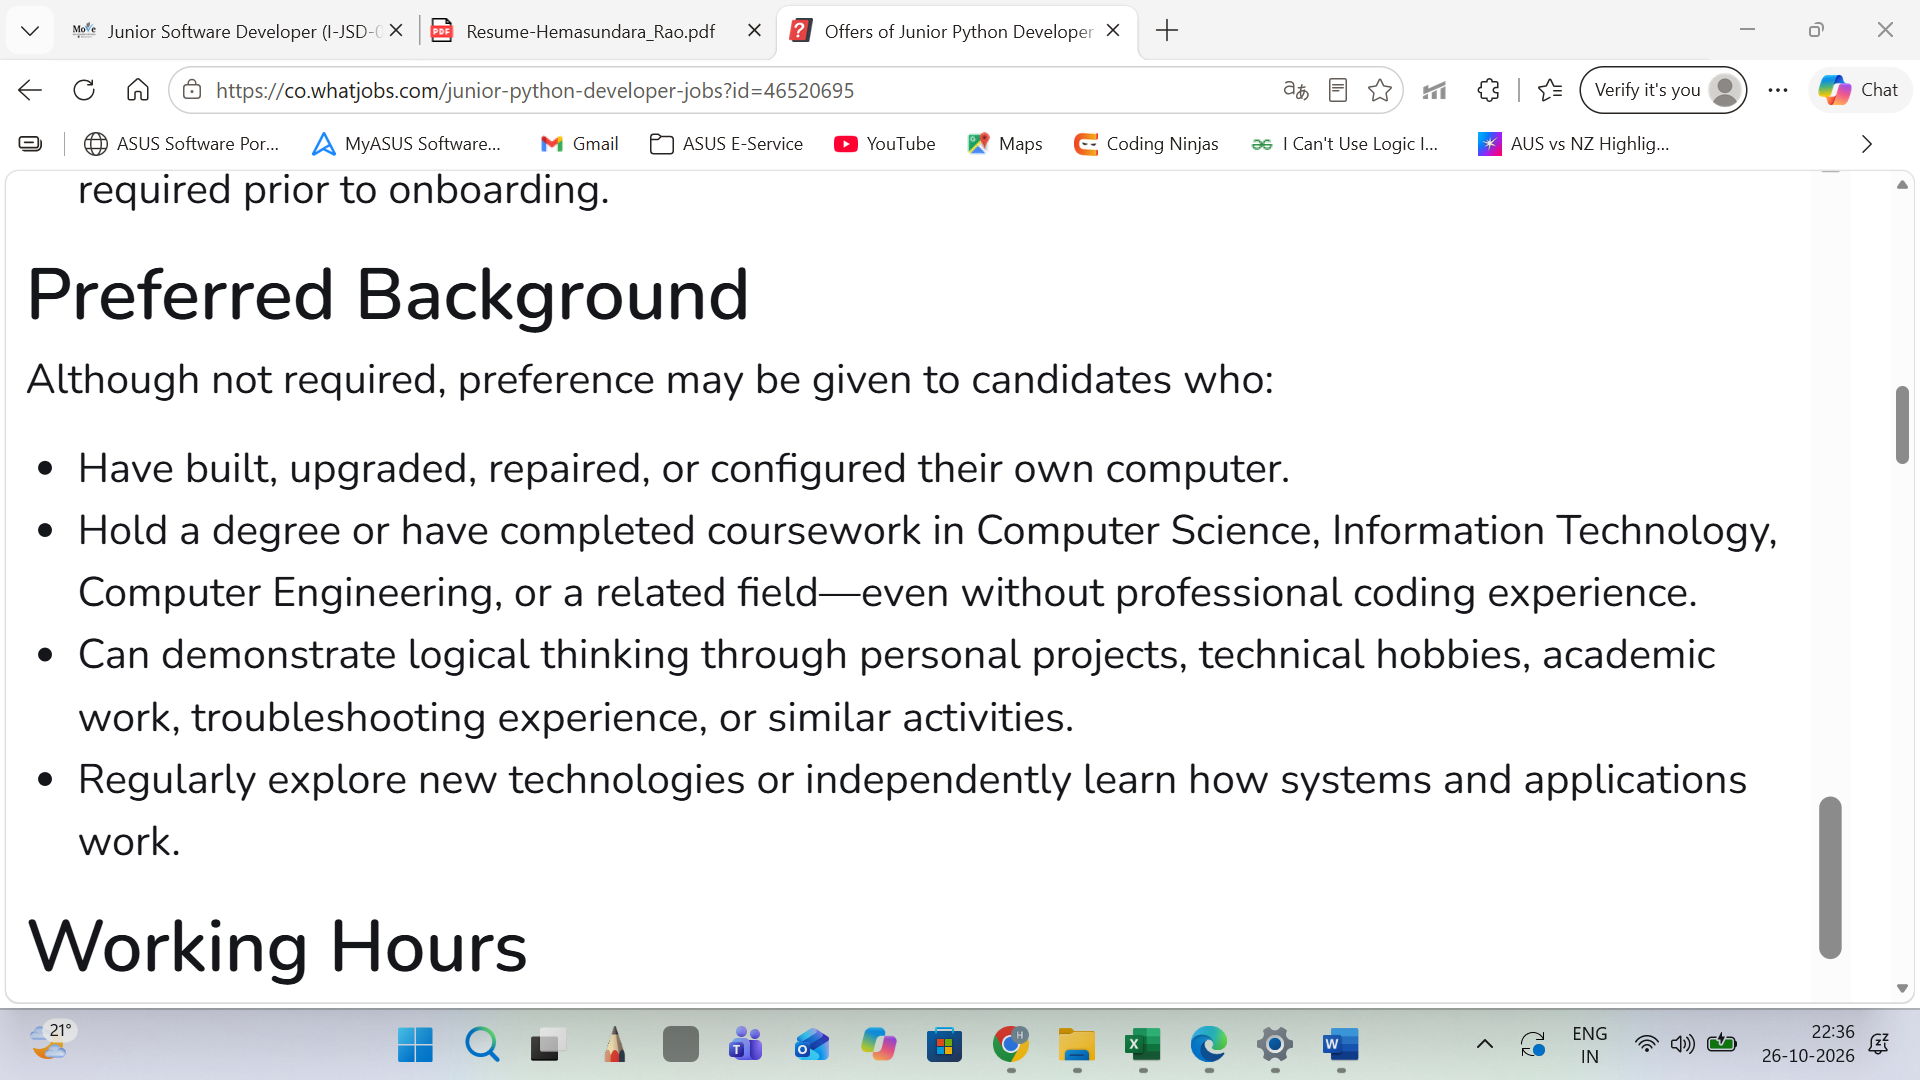 Junior Software Developer (I-JSD-0
Resume-Hemasundara_Rao.pdf
Offers of Junior Python Developer
https://co.whatjobs.com/junior-python-developer-jobs?id=46520695
Verify it's you
Chat
ASUS Software Por...
MyASUS Software...
Gmail
ASUS E-Service
YouTube
Maps
Coding Ninjas
I Can't Use Logic I...
AUS vs NZ Highlig...
required prior to onboarding.
Preferred Background
Although not required, preference may be given to candidates who:
• Have built, upgraded, repaired, or configured their own computer.
• Hold a degree or have completed coursework in Computer Science, Information Technology,
Computer Engineering, or a related field—even without professional coding experience.
• Can demonstrate logical thinking through personal projects, technical hobbies, academic
work, troubleshooting experience, or similar activities.
• Regularly explore new technologies or independently learn how systems and applications
work.
Working Hours
21°
ENG
IN
22:36
26-10-2026